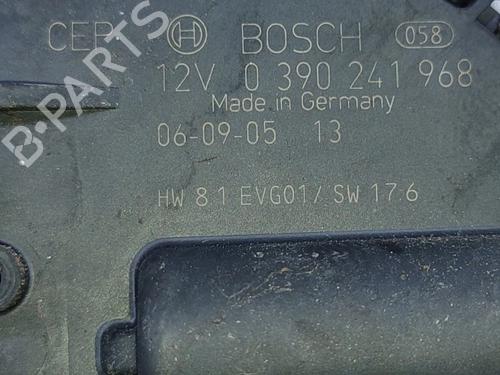 CEP BOSCH 058
12V 0 390 241 968
Made in Germany
06-09-05 13
HW 8.1 EVG01/ SW 17.6
B-PARTS